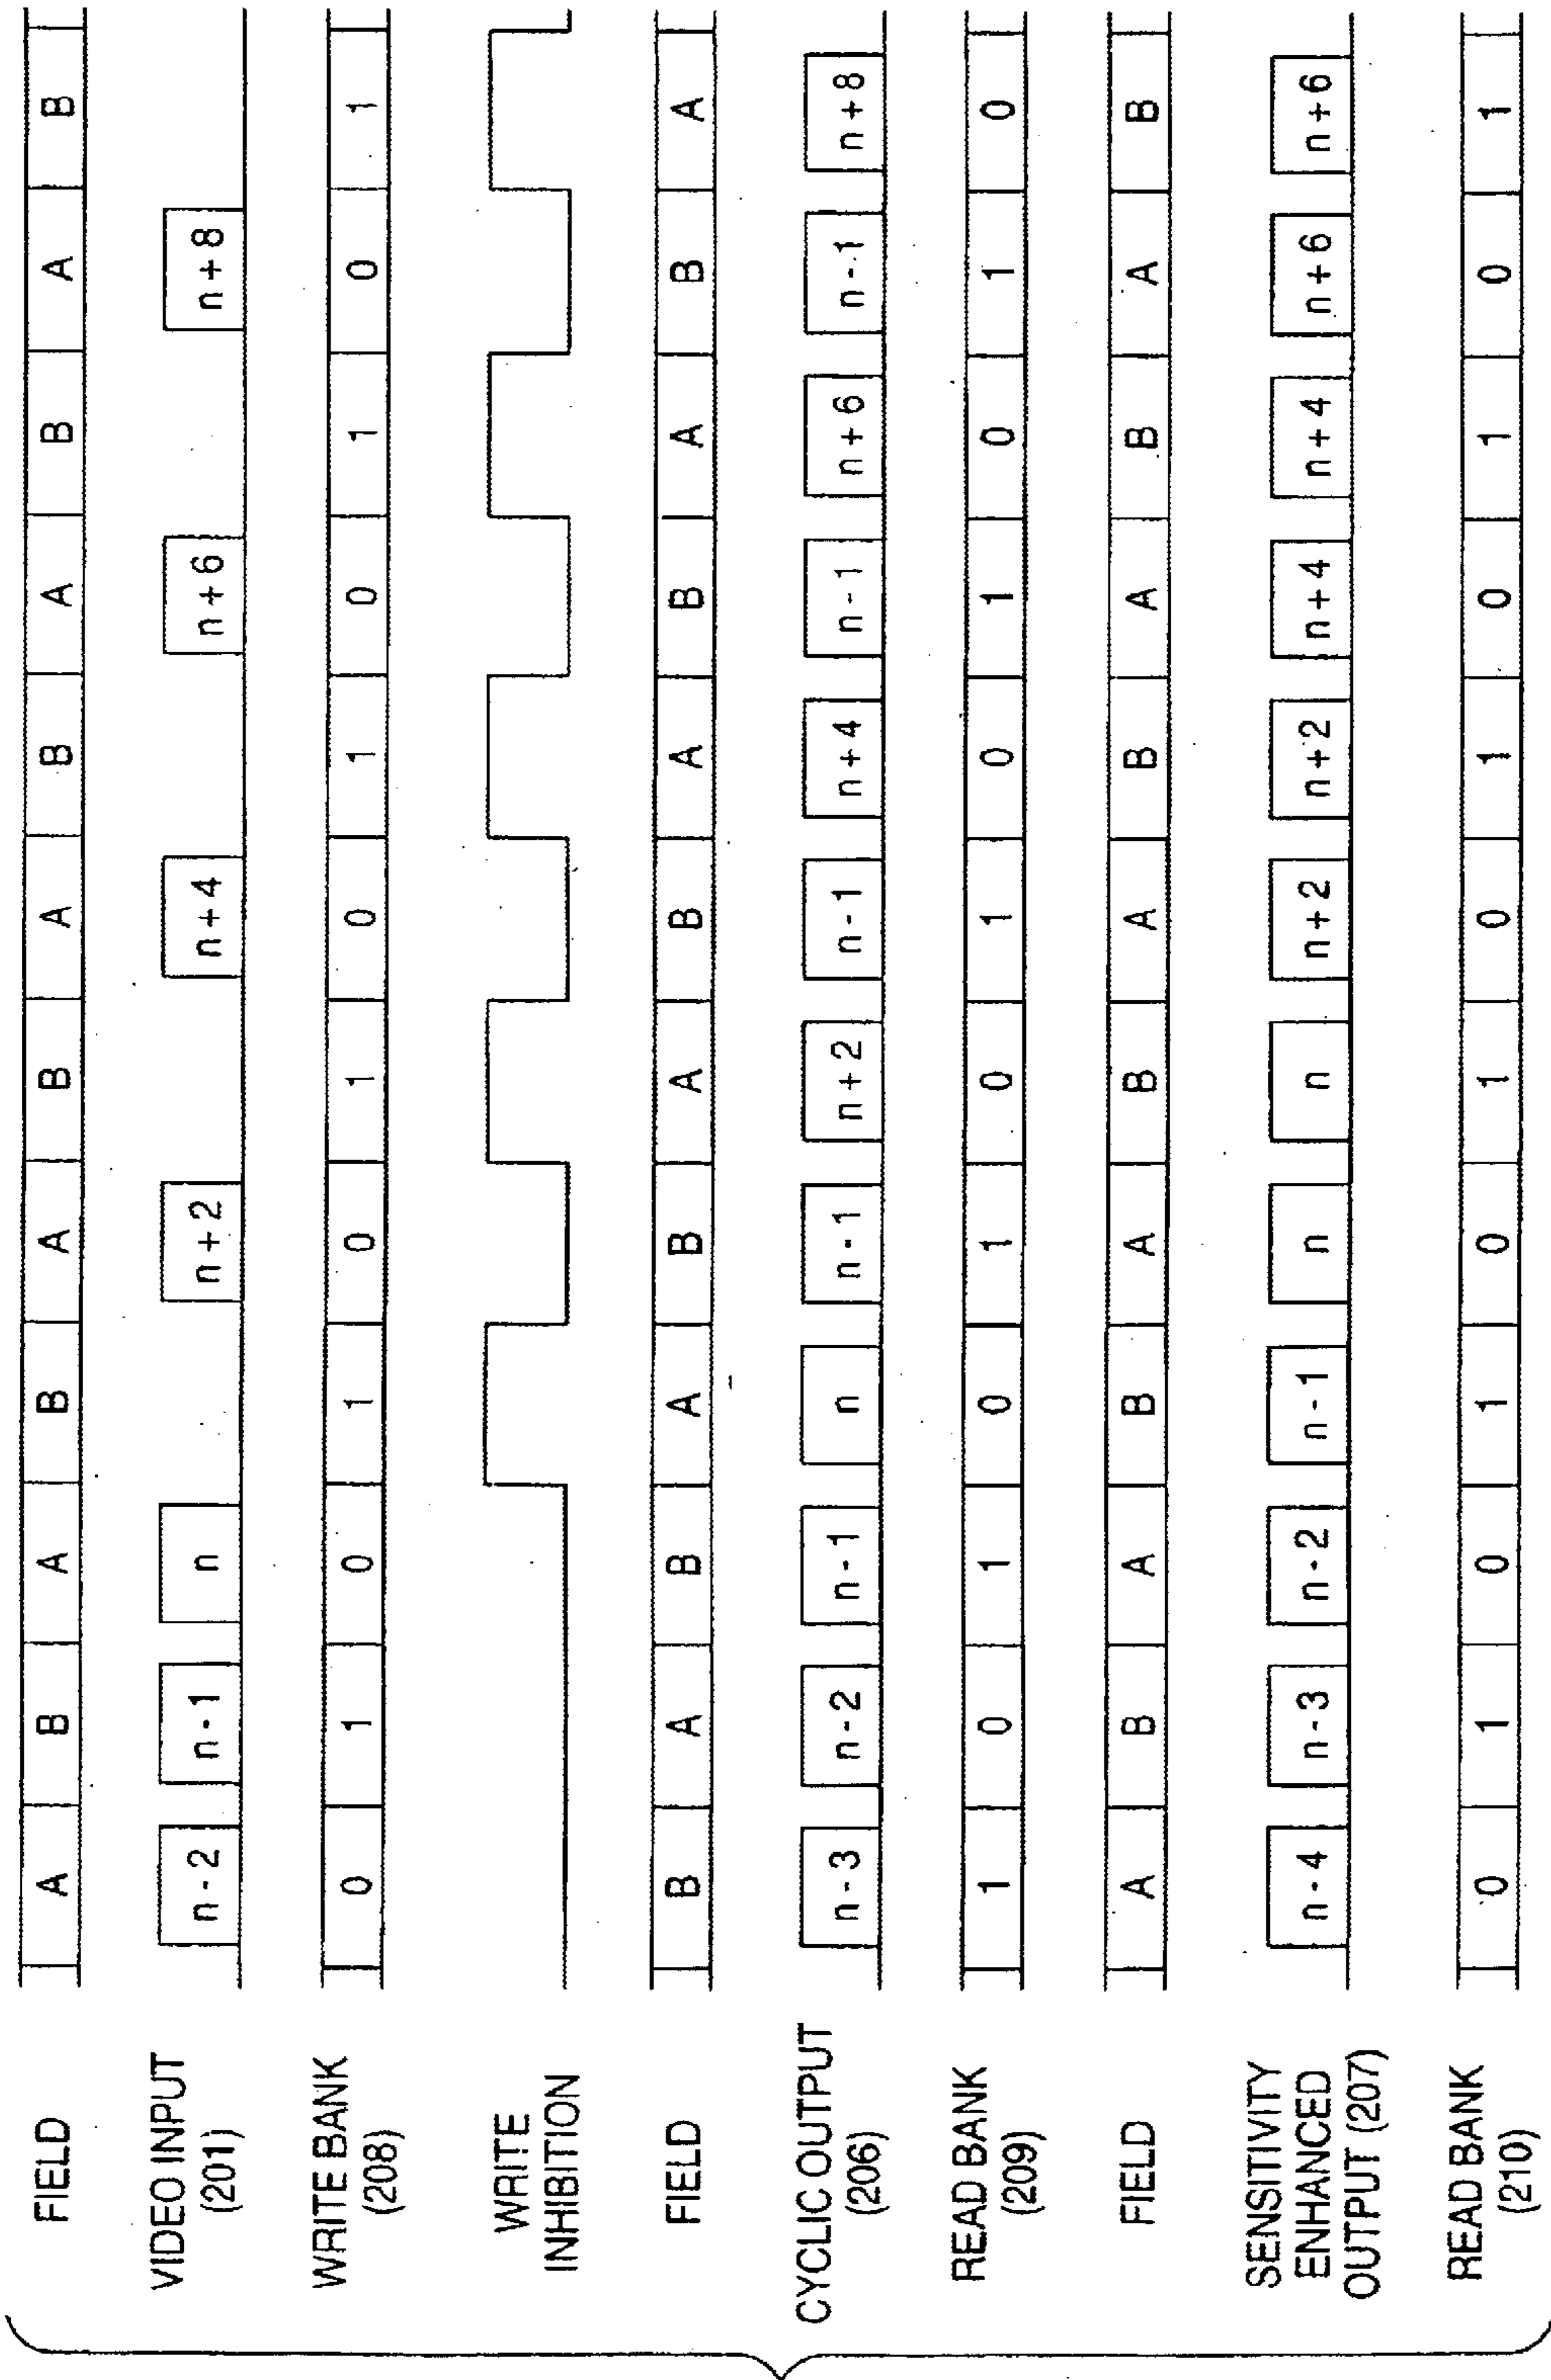 FIELD A B A B A B A B A B A B
VIDEO INPUT (201) n-2 n-1 n n+2 n+4 n+6 n+8
WRITE BANK (208) 0 1 0 1 0 1 0 1 0 1 0 1
WRITE INHIBITION
FIELD B A B A B A B A B A B A
CYCLIC OUTPUT (206) n-3 n-2 n-1 n n-1 n+2 n-1 n+4 n-1 n+6 n-1 n+8
READ BANK (209) 1 0 1 0 1 0 1 0 1 0 1 0
FIELD A B A B A B A B A B A B
SENSITIVITY ENHANCED OUTPUT (207) n-4 n-3 n-2 n-1 n n n+2 n+2 n+4 n+4 n+6 n+6
READ BANK (210) 0 1 0 1 0 1 0 1 0 1 0 1